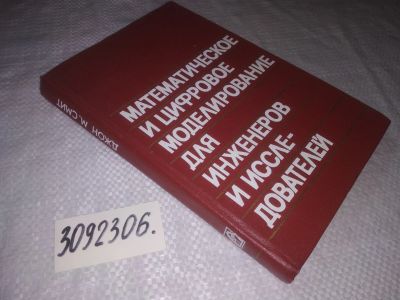 МАТЕМАТИЧЕСКОЕ
И ЦИФРОВОЕ
МОДЕЛИРОВАНИЕ
ДЛЯ
ИНЖЕНЕРОВ
И ИССЛЕ-
ДОВАТЕЛЕЙ
ДЖОН М. СМИТ
3092306.